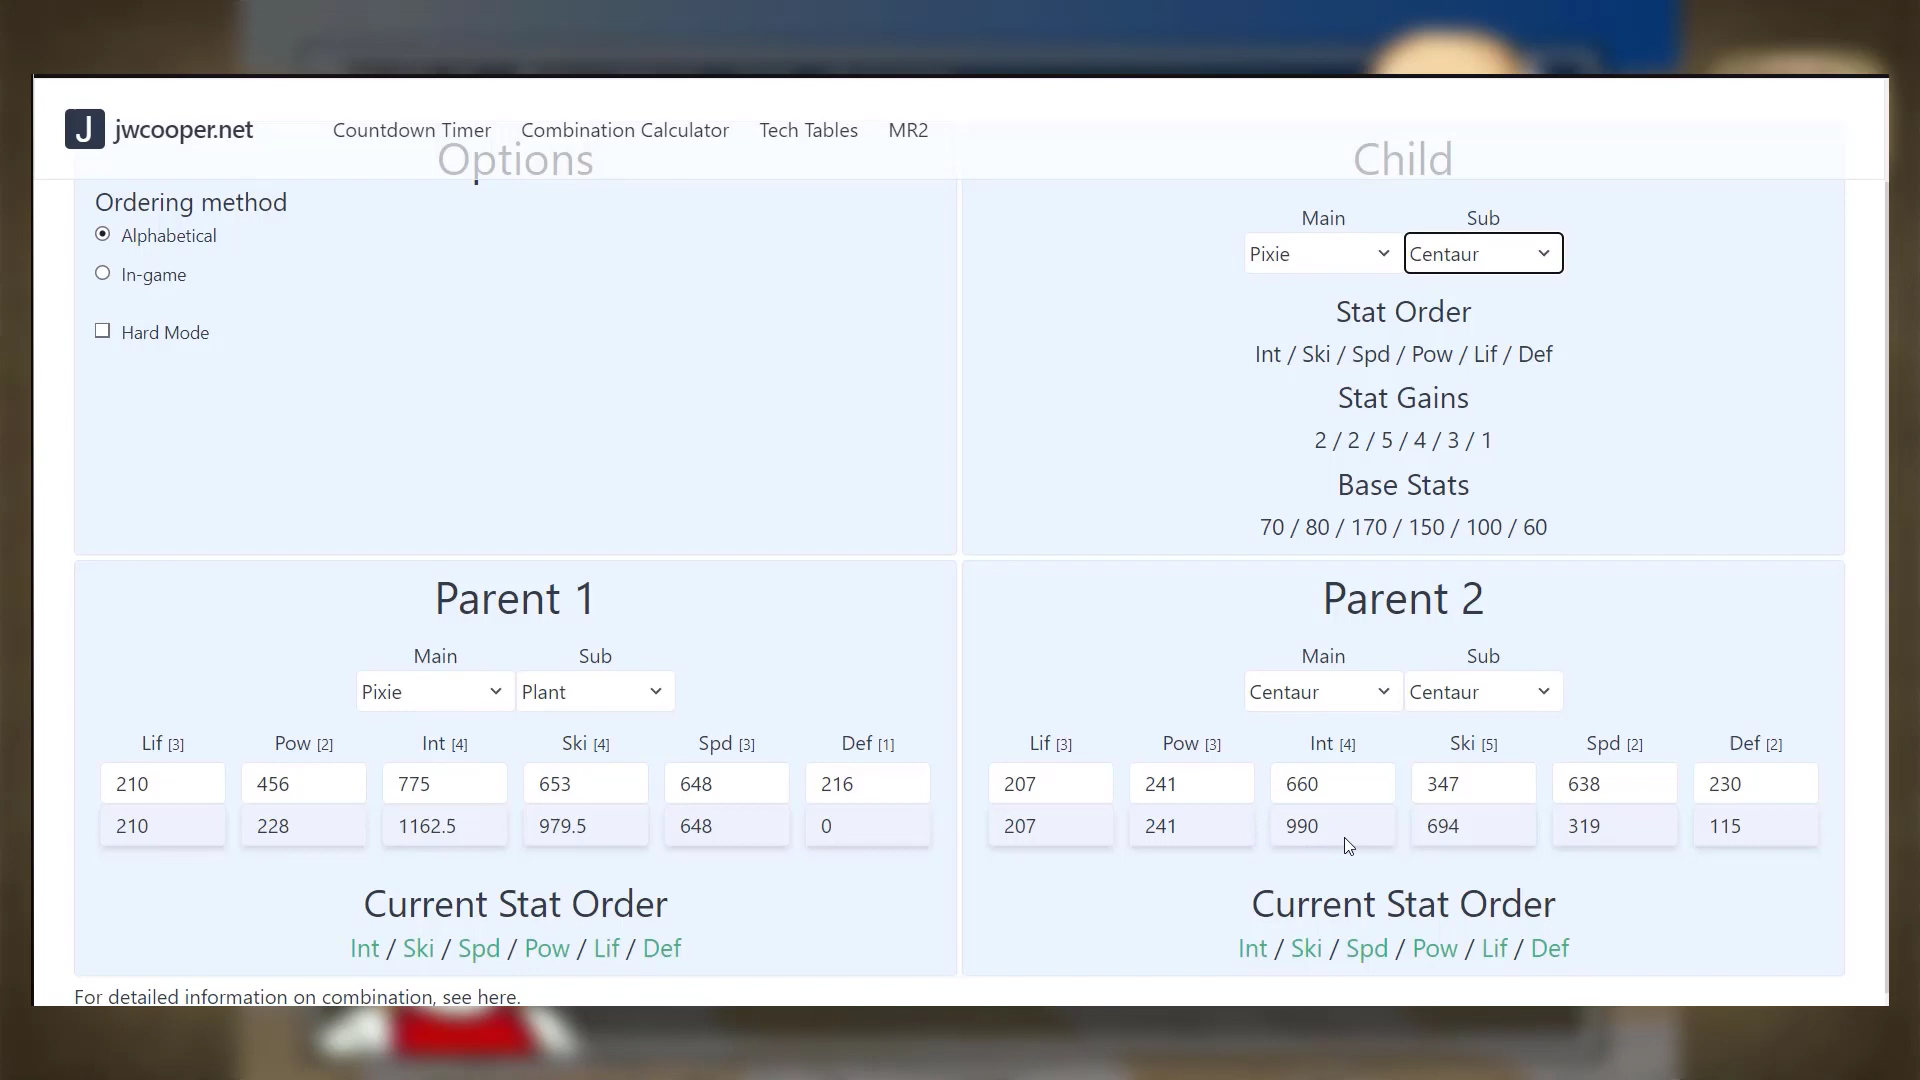 J jwcooper.net Countdown Timer Combination Calculator Tech Tables MR2
Options
Ordering method
Alphabetical
In-game
Hard Mode
Child
Main Sub
Pixie Centaur
Stat Order
Int / Ski / Spd / Pow / Lif / Def
Stat Gains
2 / 2 / 5 / 4 / 3 / 1
Base Stats
70 / 80 / 170 / 150 / 100 / 60
Parent 1
Main Sub
Pixie Plant
Lif [3] Pow [2] Int [4] Ski [4] Spd [3] Def [1]
210 456 775 653 648 216
210 228 1162.5 979.5 648 0
Current Stat Order
Int / Ski / Spd / Pow / Lif / Def
Parent 2
Main Sub
Centaur Centaur
Lif [3] Pow [3] Int [4] Ski [5] Spd [2] Def [2]
207 241 660 347 638 230
207 241 990 694 319 115
Current Stat Order
Int / Ski / Spd / Pow / Lif / Def
For detailed information on combination, see here.